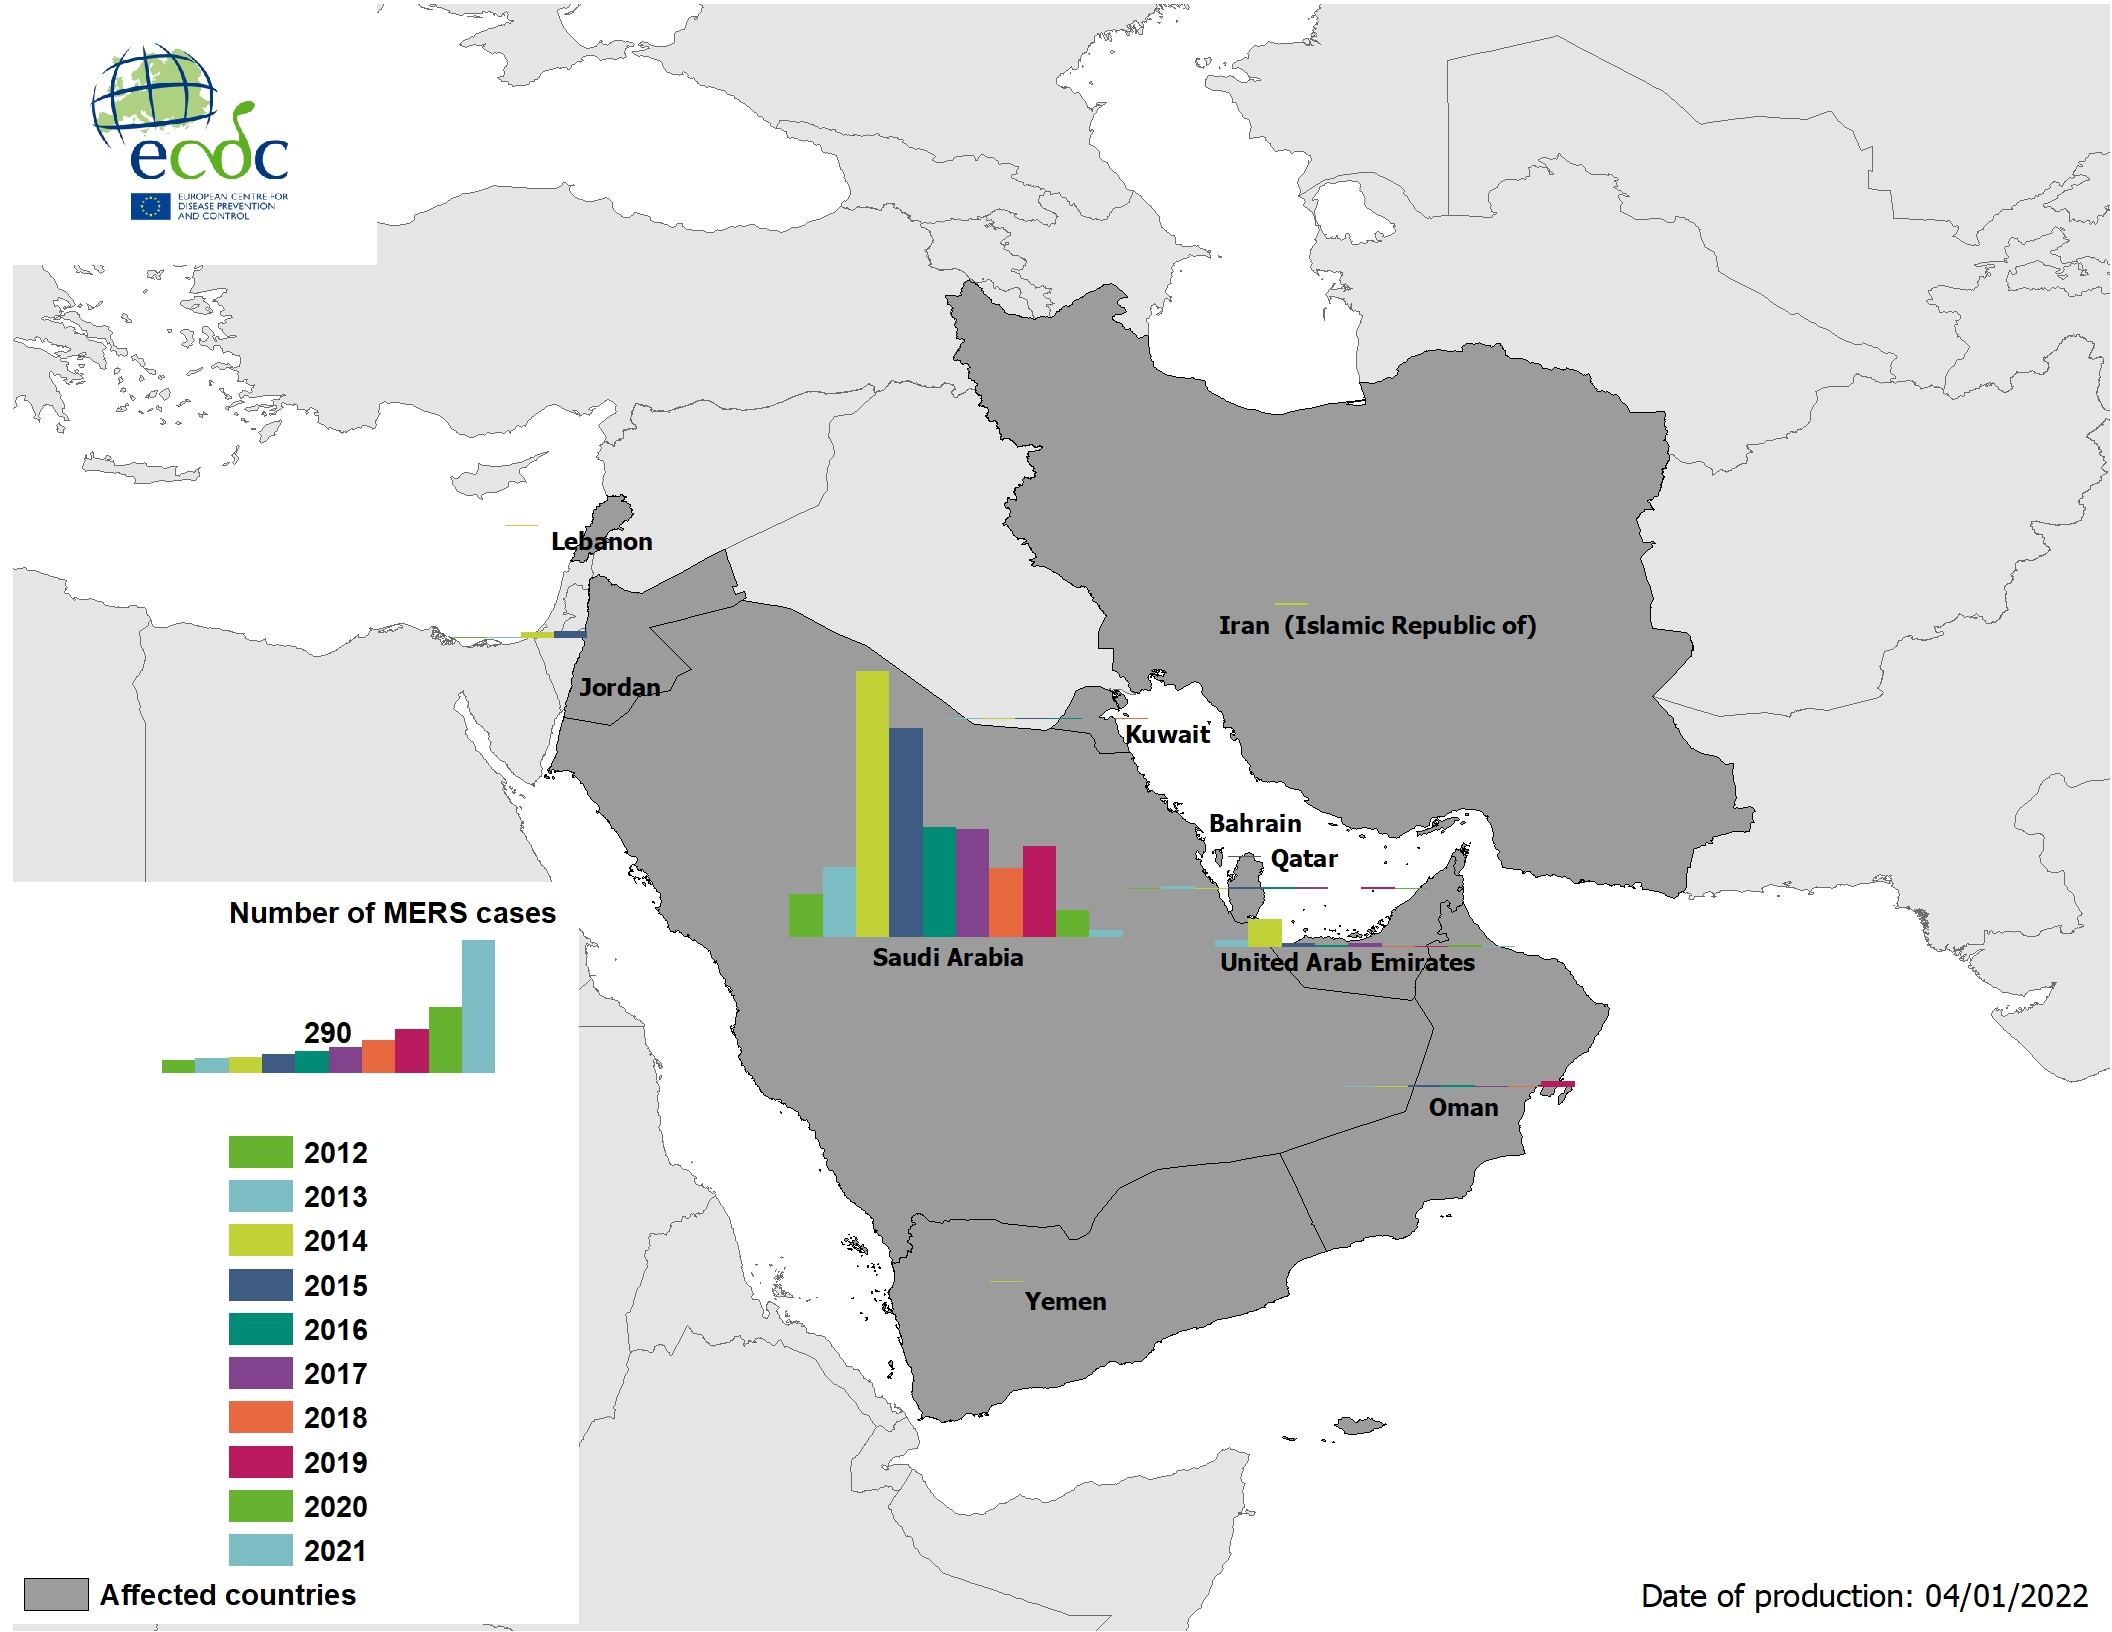 ecdc
EUROPEAN CENTRE FOR
DISEASE PREVENTION
AND CONTROL
Lebanon
Iran  (Islamic Republic of)
Jordan
Kuwait
Bahrain
Qatar
Saudi Arabia
United Arab Emirates
Oman
Yemen
Number of MERS cases
290
2012
2013
2014
2015
2016
2017
2018
2019
2020
2021
Affected countries
Date of production: 04/01/2022